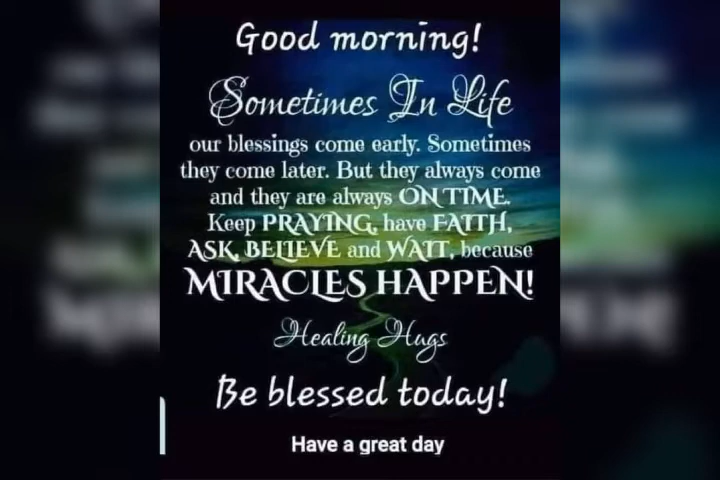 Good morning!
Sometimes In Life
our blessings come early. Sometimes
they come later. But they always come
and they are always ON TIME.
Keep PRAYING, have FAITH,
ASK, BELIEVE and WAIT, because
MIRACLES HAPPEN!
Healing Hugs
Be blessed today!
Have a great day